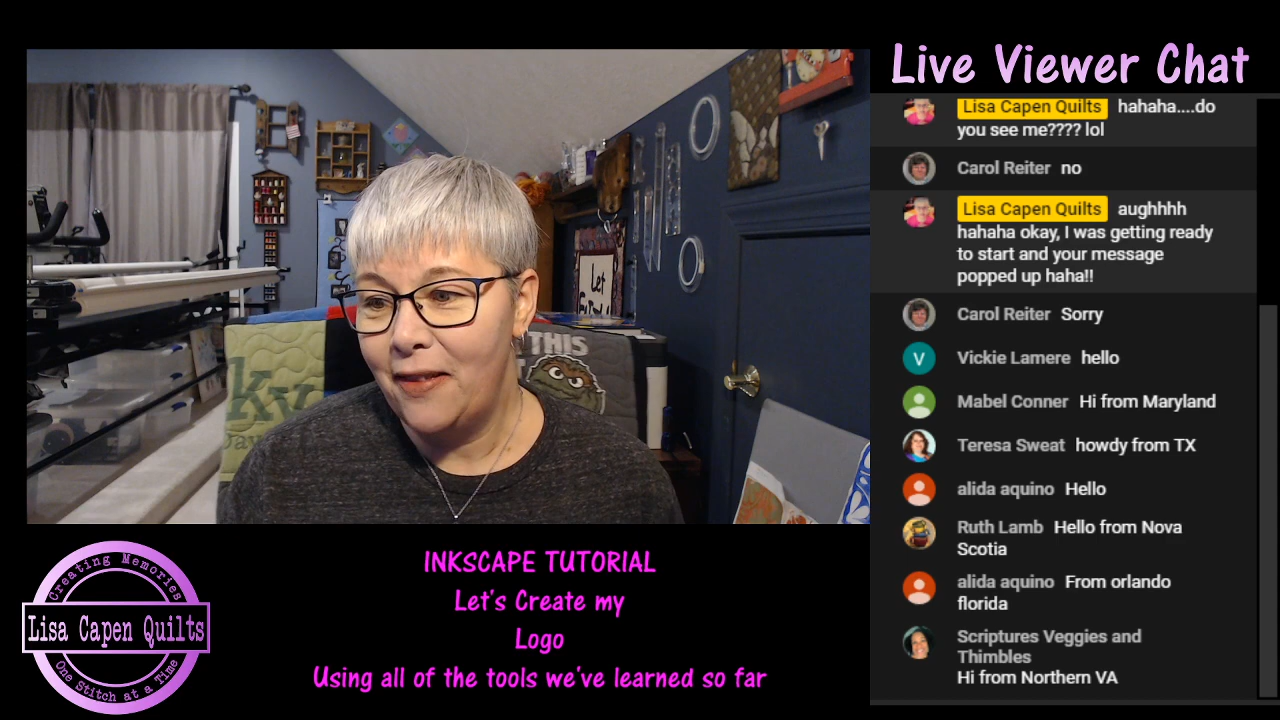 Live Viewer Chat
Lisa Capen Quilts hahaha....do
you see me???? lol
Carol Reiter no
Lisa Capen Quilts aughhhh
hahaha okay, I was getting ready
to start and your message
popped up haha!!
Carol Reiter Sorry
V Vickie Lamere hello
Mabel Conner Hi from Maryland
Teresa Sweat howdy from TX
alida aquino Hello
Ruth Lamb Hello from Nova
Scotia
alida aquino From orlando
florida
Scriptures Veggies and
Thimbles
Hi from Northern VA
THIS
Let
ky
INKSCAPE TUTORIAL
Let's Create my
Logo
Using all of the tools we've learned so far
Creating Memories
Lisa Capen Quilts
One Stitch at a Time